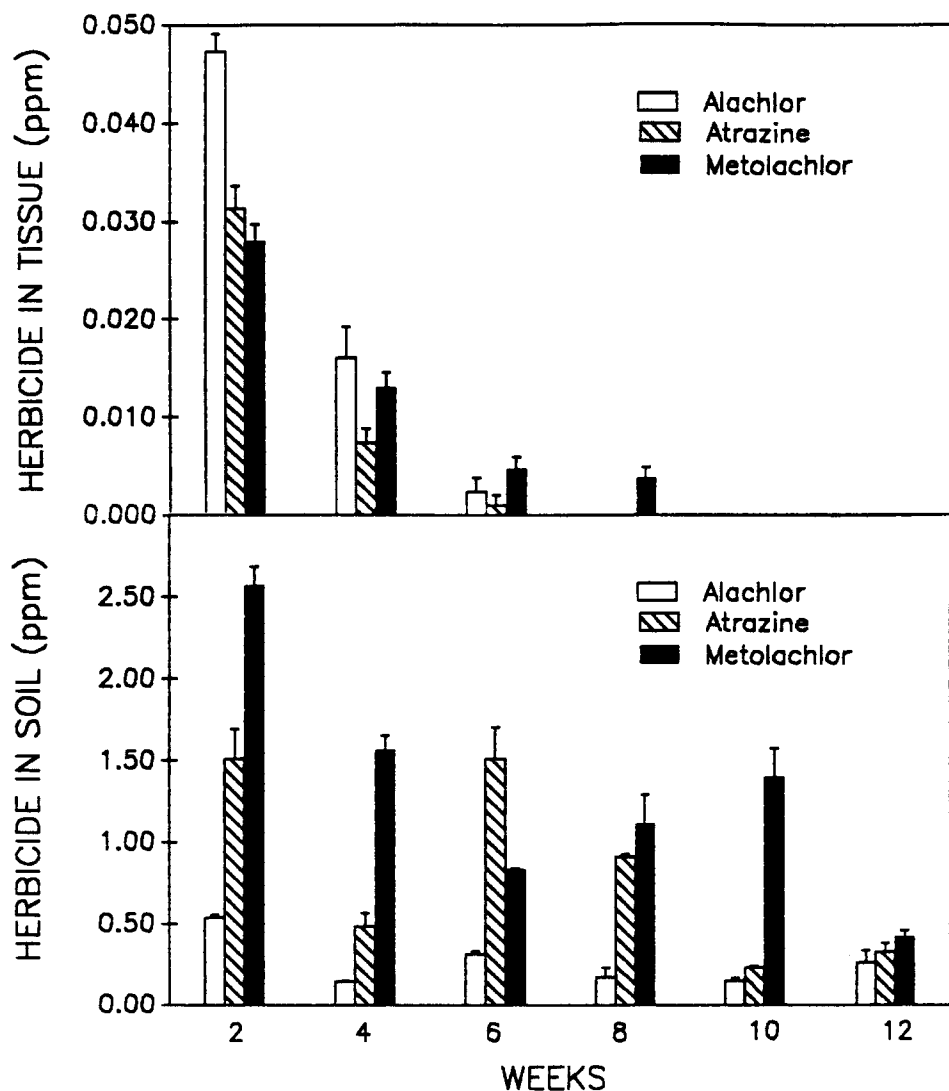 HERBICIDE IN TISSUE (ppm)
0.050
0.040
0.030
0.020
0.010
0.000
Alachlor
Atrazine
Metolachlor
HERBICIDE IN SOIL (ppm)
2.50
2.00
1.50
1.00
0.50
0.00
Alachlor
Atrazine
Metolachlor
2 4 6 8 10 12
WEEKS